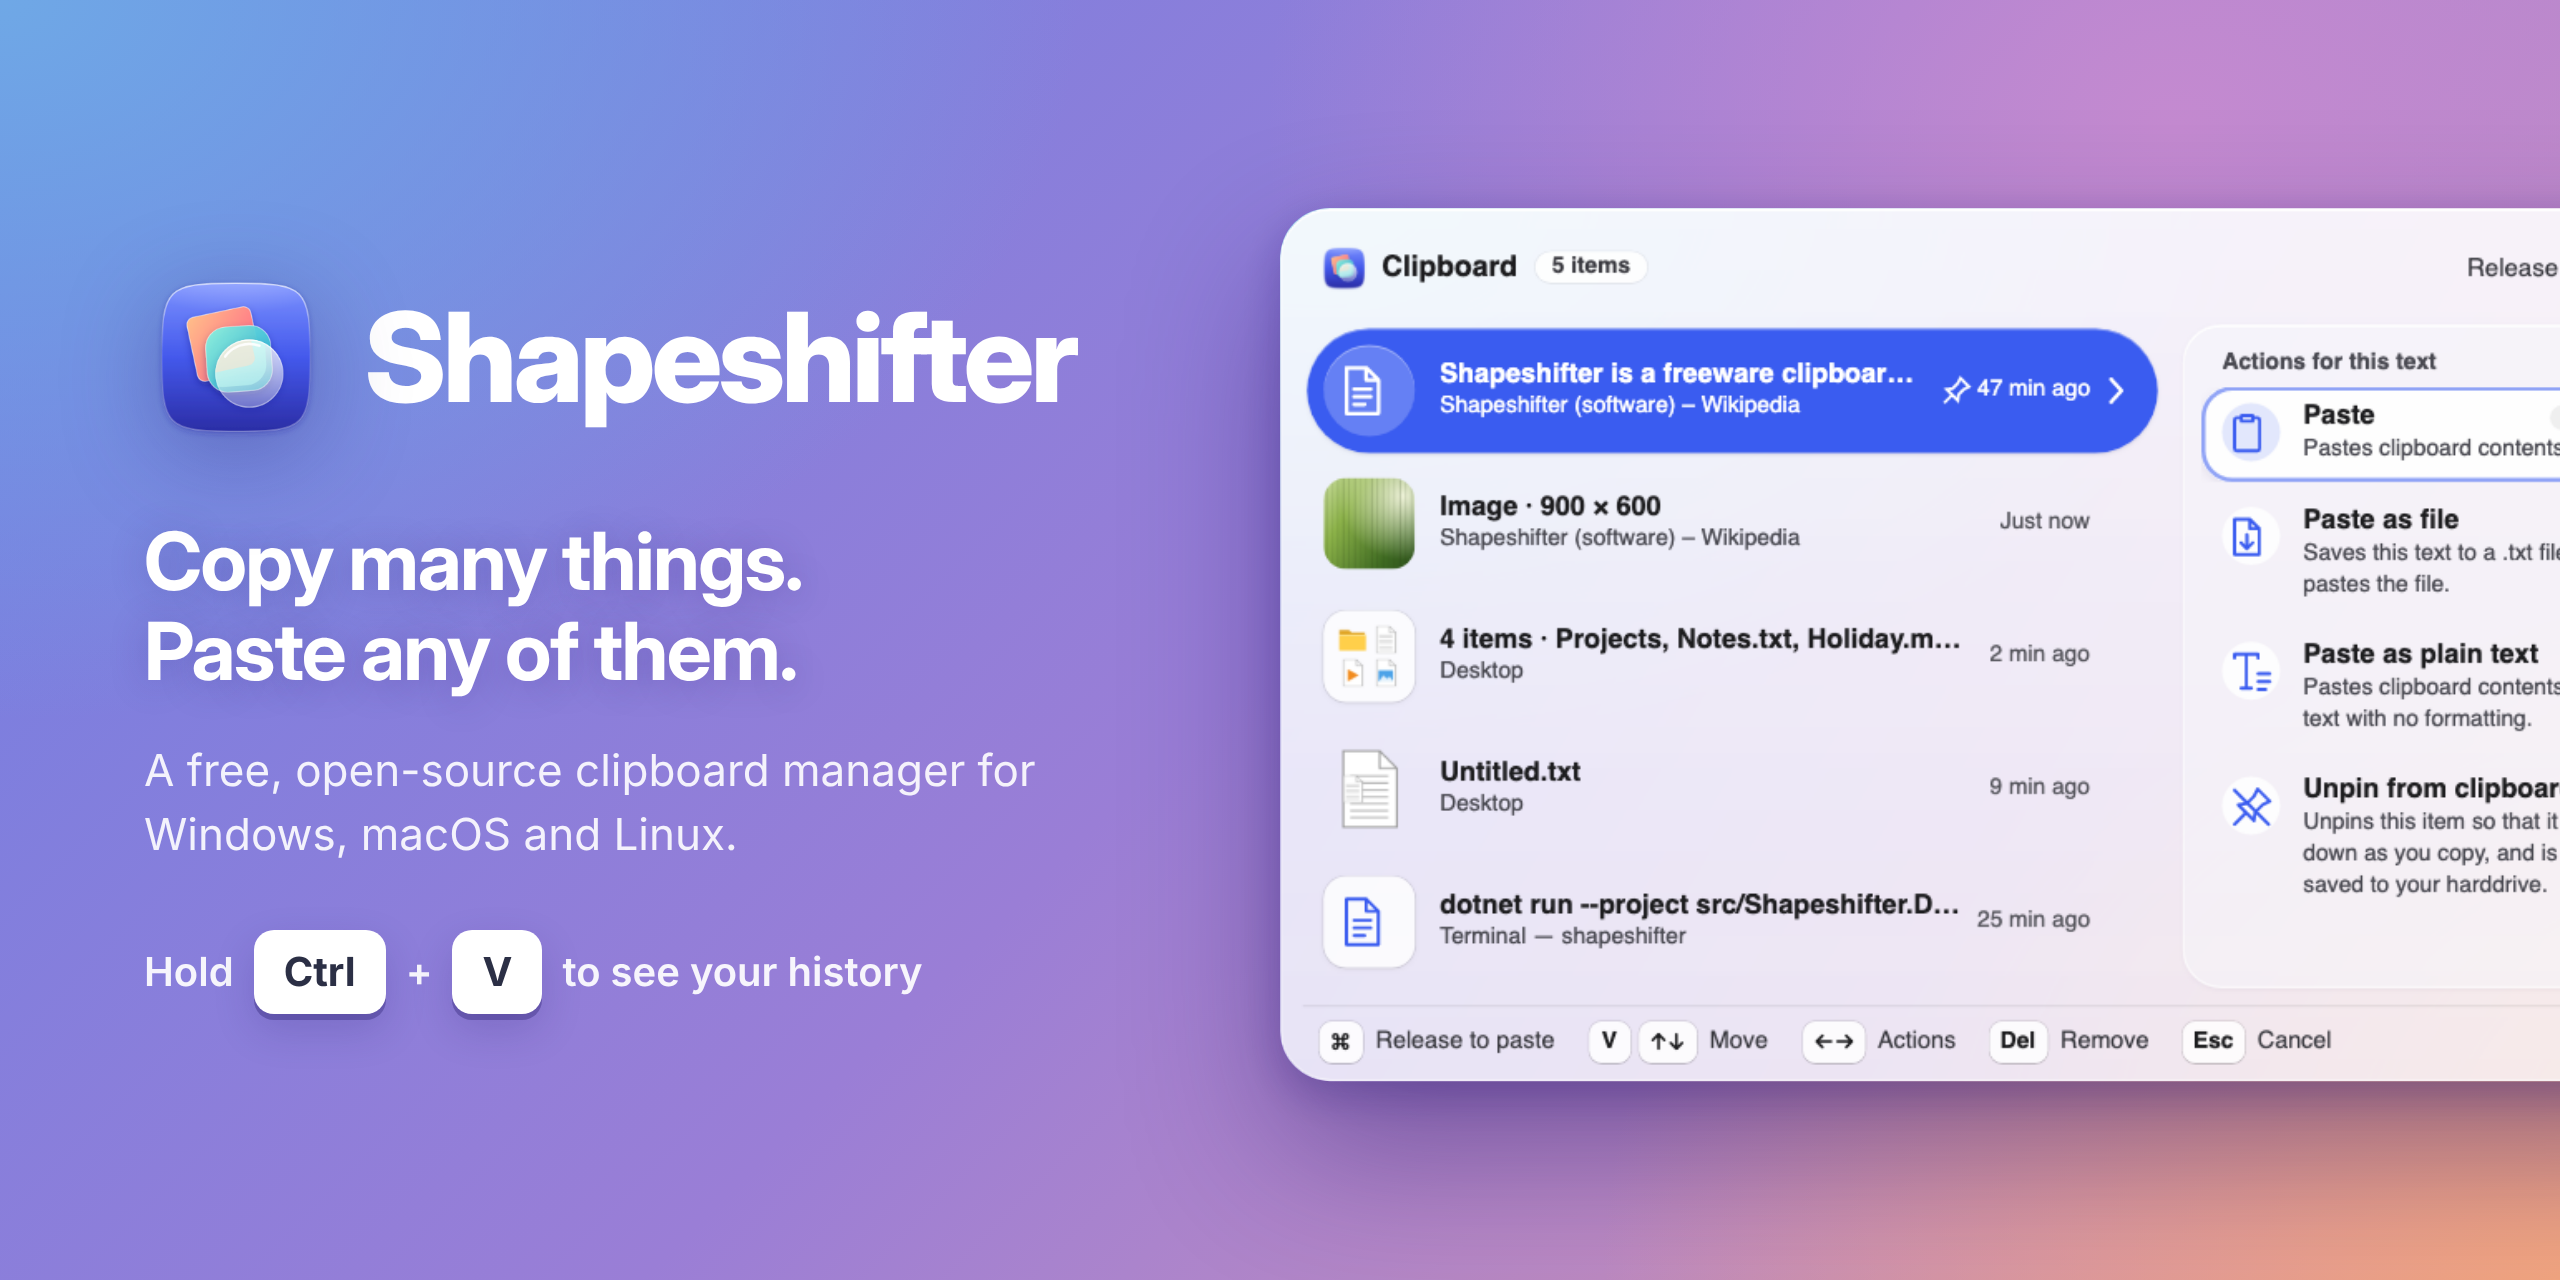 Shapeshifter
Copy many things.
Paste any of them.
A free, open-source clipboard manager for
Windows, macOS and Linux.
Hold Ctrl + V to see your history
Clipboard 5 items
Release
Shapeshifter is a freeware clipboar...
Shapeshifter (software) – Wikipedia
47 min ago
Image · 900 × 600
Shapeshifter (software) – Wikipedia
Just now
4 items · Projects, Notes.txt, Holiday.m...
Desktop
2 min ago
Untitled.txt
Desktop
9 min ago
dotnet run --project src/Shapeshifter.D...
Terminal — shapeshifter
25 min ago
Actions for this text
Paste
Pastes clipboard contents
Paste as file
Saves this text to a .txt file
pastes the file.
Paste as plain text
Pastes clipboard contents
text with no formatting.
Unpin from clipboar
Unpins this item so that it
down as you copy, and is
saved to your harddrive.
⌘ Release to paste V ↑↓ Move ←→ Actions Del Remove Esc Cancel